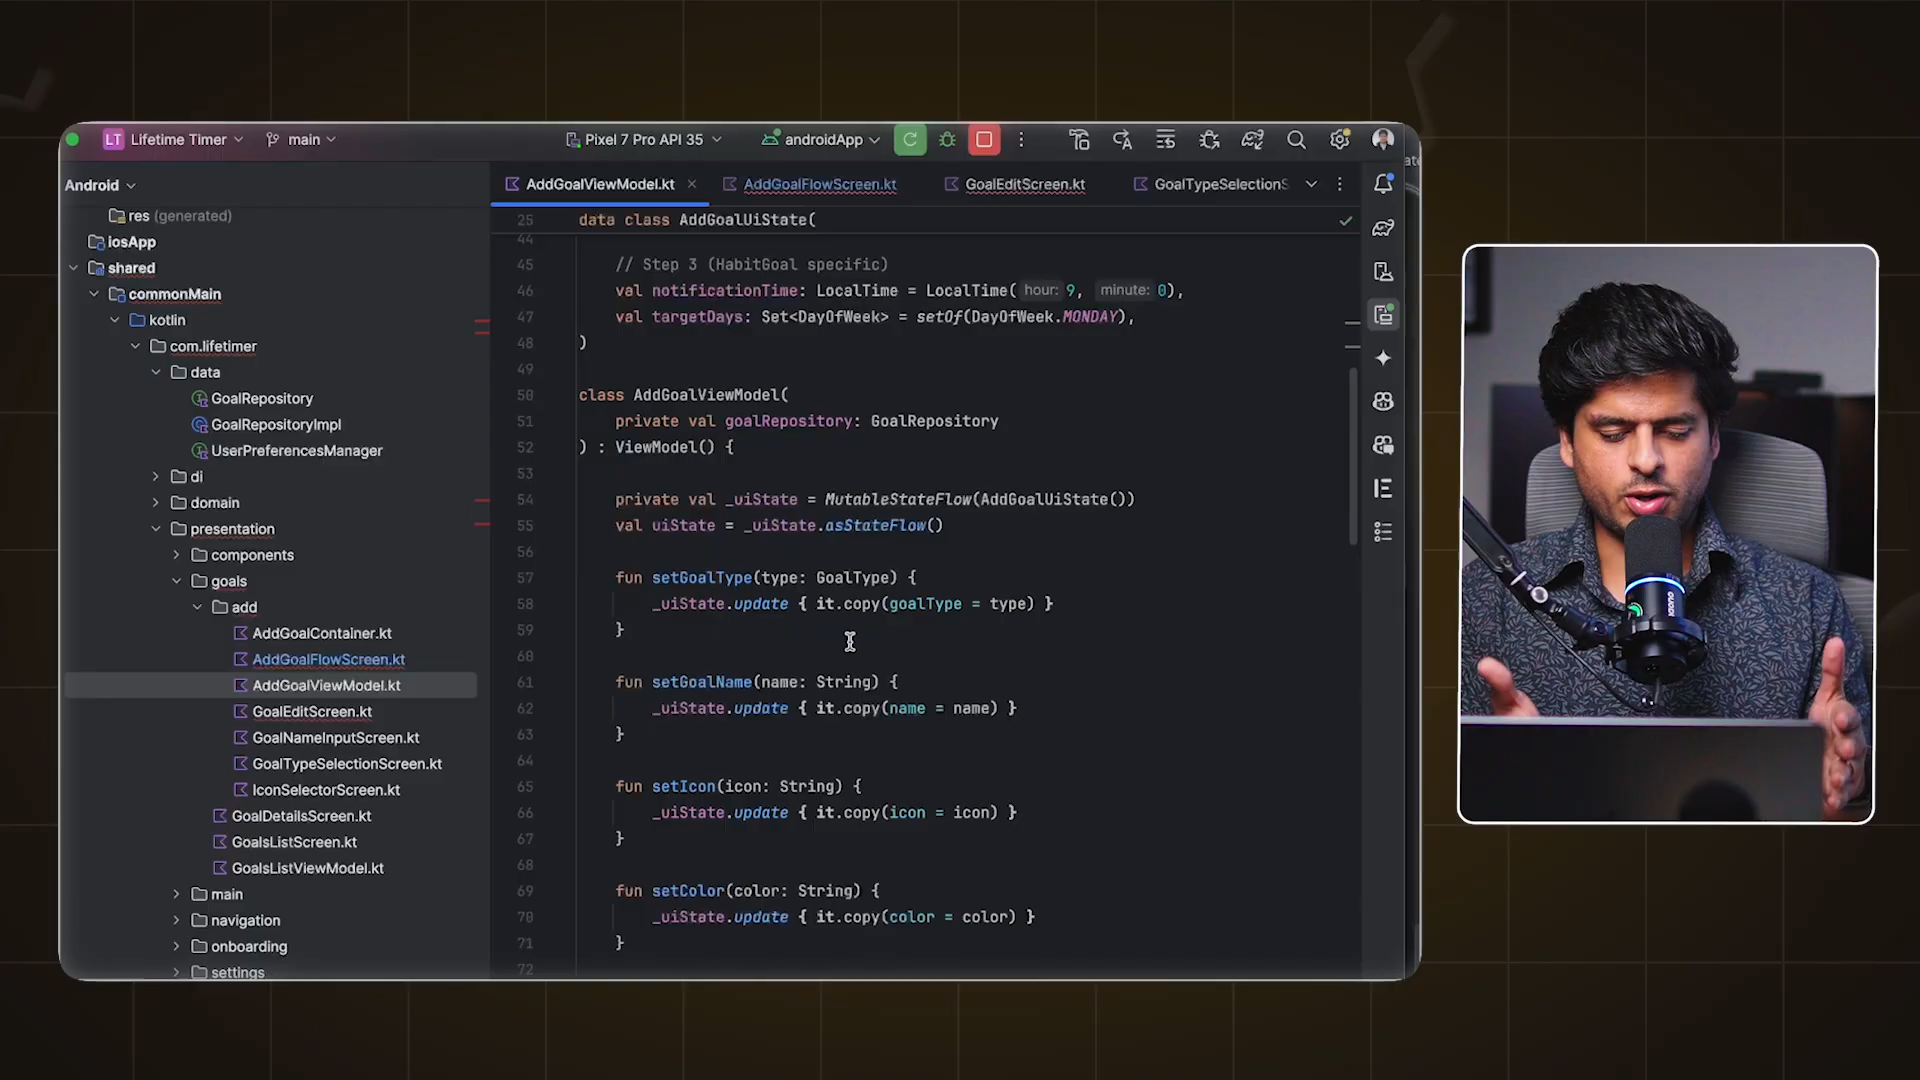 LT Lifetime Timer main Pixel 7 Pro API 35 androidApp
Android
AddGoalViewModel.kt AddGoalFlowScreen.kt GoalEditScreen.kt GoalTypeSelectionS
res (generated)
iosApp
shared
commonMain
kotlin
com.lifetimer
data
GoalRepository
GoalRepositoryImpl
UserPreferencesManager
di
domain
presentation
components
goals
add
AddGoalContainer.kt
AddGoalFlowScreen.kt
AddGoalViewModel.kt
GoalEditScreen.kt
GoalNameInputScreen.kt
GoalTypeSelectionScreen.kt
IconSelectorScreen.kt
GoalDetailsScreen.kt
GoalsListScreen.kt
GoalsListViewModel.kt
main
navigation
onboarding
settings
25 data class AddGoalUiState(
44
45 // Step 3 (HabitGoal specific)
46 val notificationTime: LocalTime = LocalTime( hour: 9, minute: 0),
47 val targetDays: Set<DayOfWeek> = setOf(DayOfWeek.MONDAY),
48 )
49
50 class AddGoalViewModel(
51 private val goalRepository: GoalRepository
52 ) : ViewModel() {
53
54 private val _uiState = MutableStateFlow(AddGoalUiState())
55 val uiState = _uiState.asStateFlow()
56
57 fun setGoalType(type: GoalType) {
58 _uiState.update { it.copy(goalType = type) }
59 }
60
61 fun setGoalName(name: String) {
62 _uiState.update { it.copy(name = name) }
63 }
64
65 fun setIcon(icon: String) {
66 _uiState.update { it.copy(icon = icon) }
67 }
68
69 fun setColor(color: String) {
70 _uiState.update { it.copy(color = color) }
71 }
72